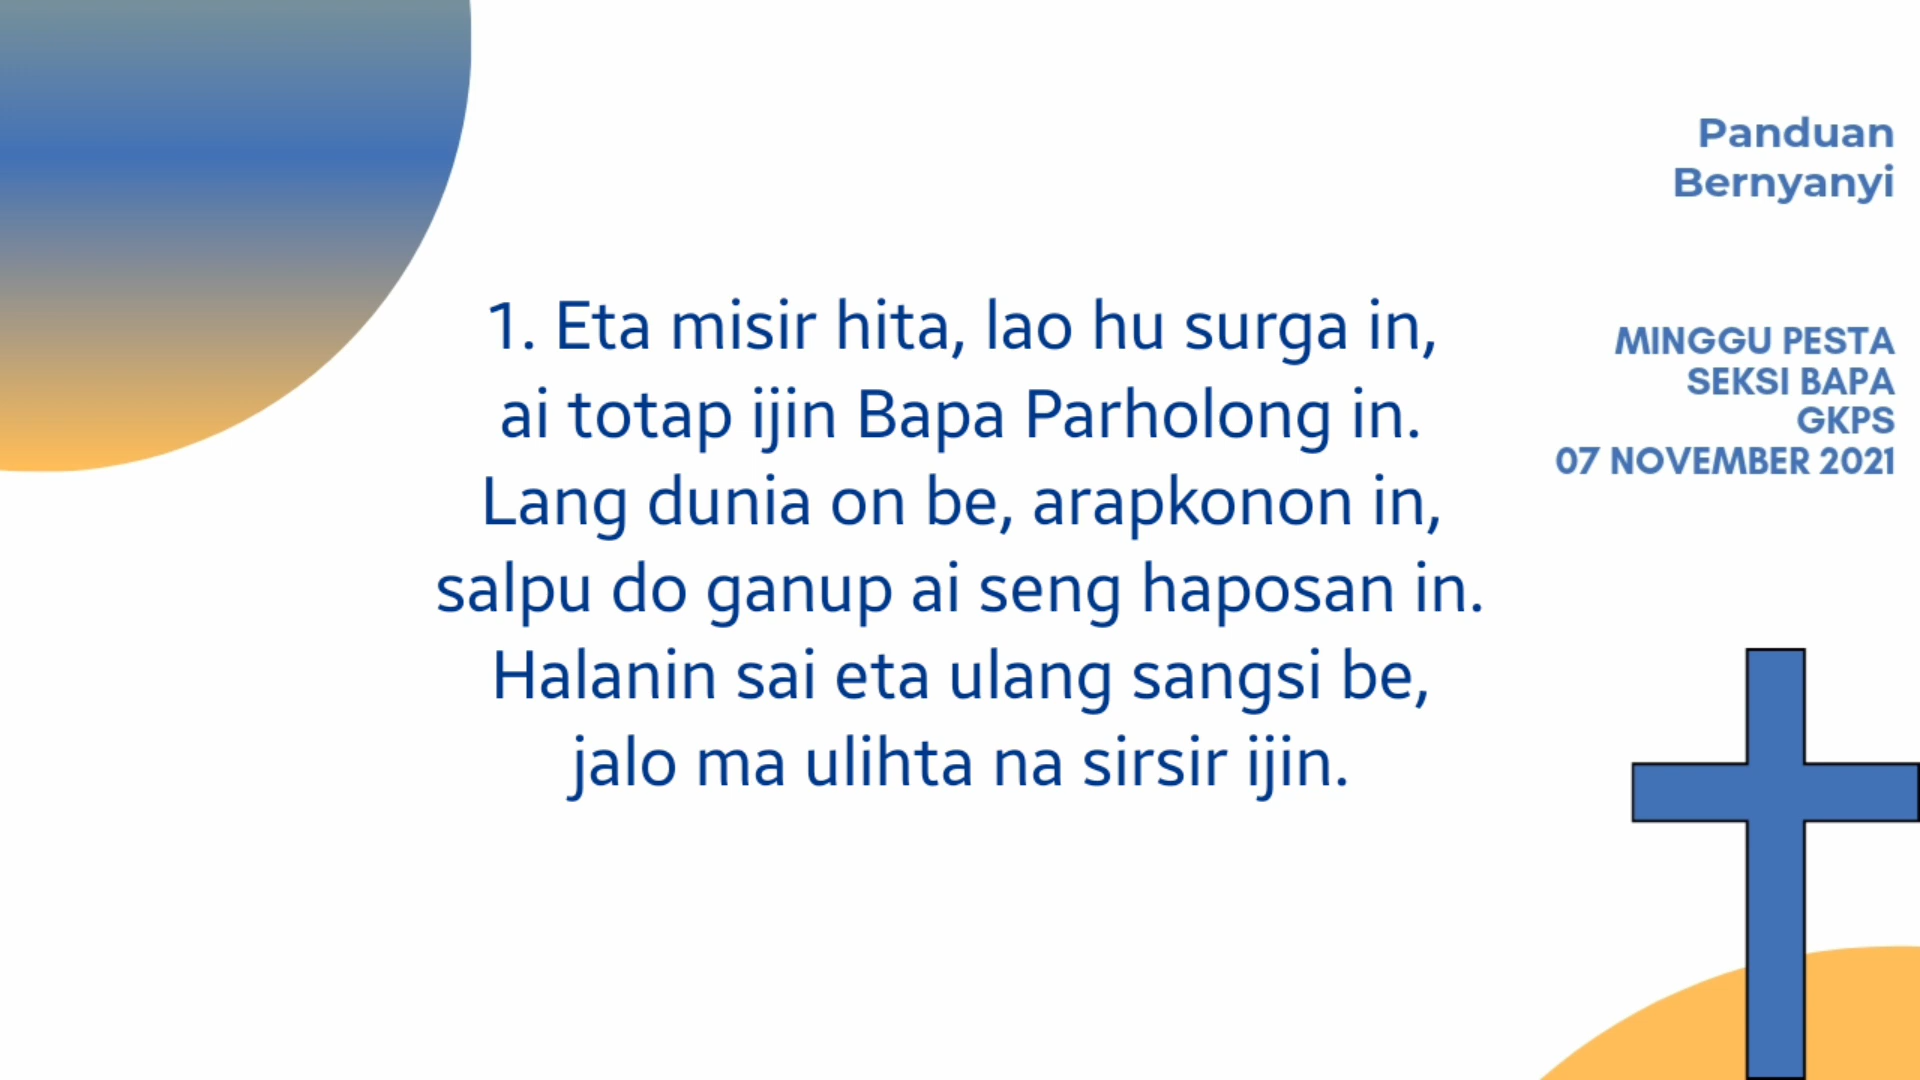 Panduan
Bernyanyi
MINGGU PESTA
SEKSI BAPA
GKPS
07 NOVEMBER 2021
1. Eta misir hita, lao hu surga in,
ai totap ijin Bapa Parholong in.
Lang dunia on be, arapkonon in,
salpu do ganup ai seng haposan in.
Halanin sai eta ulang sangsi be,
jalo ma ulihta na sirsir ijin.